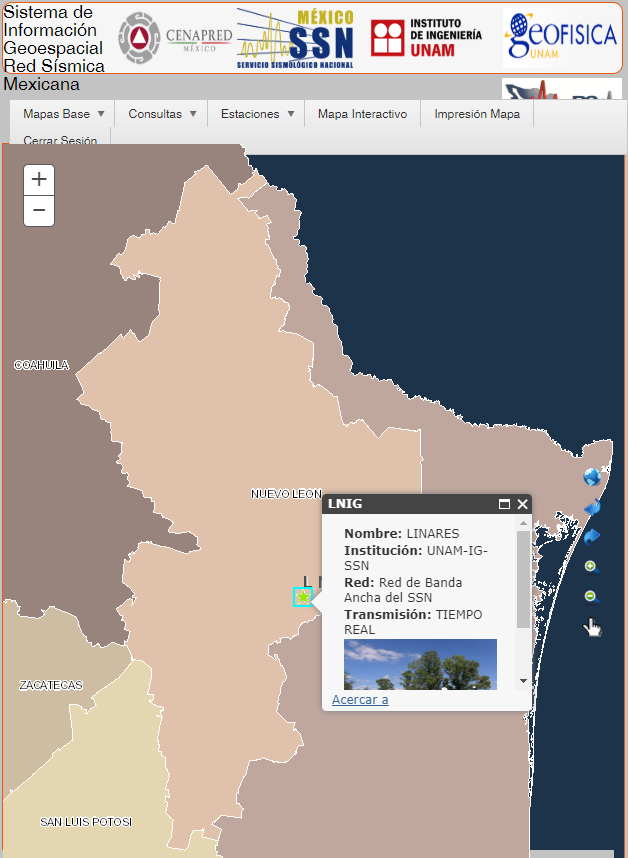 Sistema de
Información
Geoespacial
Red Sísmica
Mexicana
CENAPRED
MÉXICO
MÉXICO
SSN
SERVICIO SISMOLÓGICO NACIONAL
INSTITUTO
DE INGENIERÍA
UNAM
GEOFISICA
UNAM
Mapas Base
Consultas
Estaciones
Mapa Interactivo
Impresión Mapa
Cerrar Sesión
+
−
COAHUILA
NUEVO LEON
LNIG
Nombre: LINARES
Institución: UNAM-IG-
SSN
Red: Red de Banda
Ancha del SSN
Transmisión: TIEMPO
REAL
Acercar a
ZACATECAS
SAN LUIS POTOSI